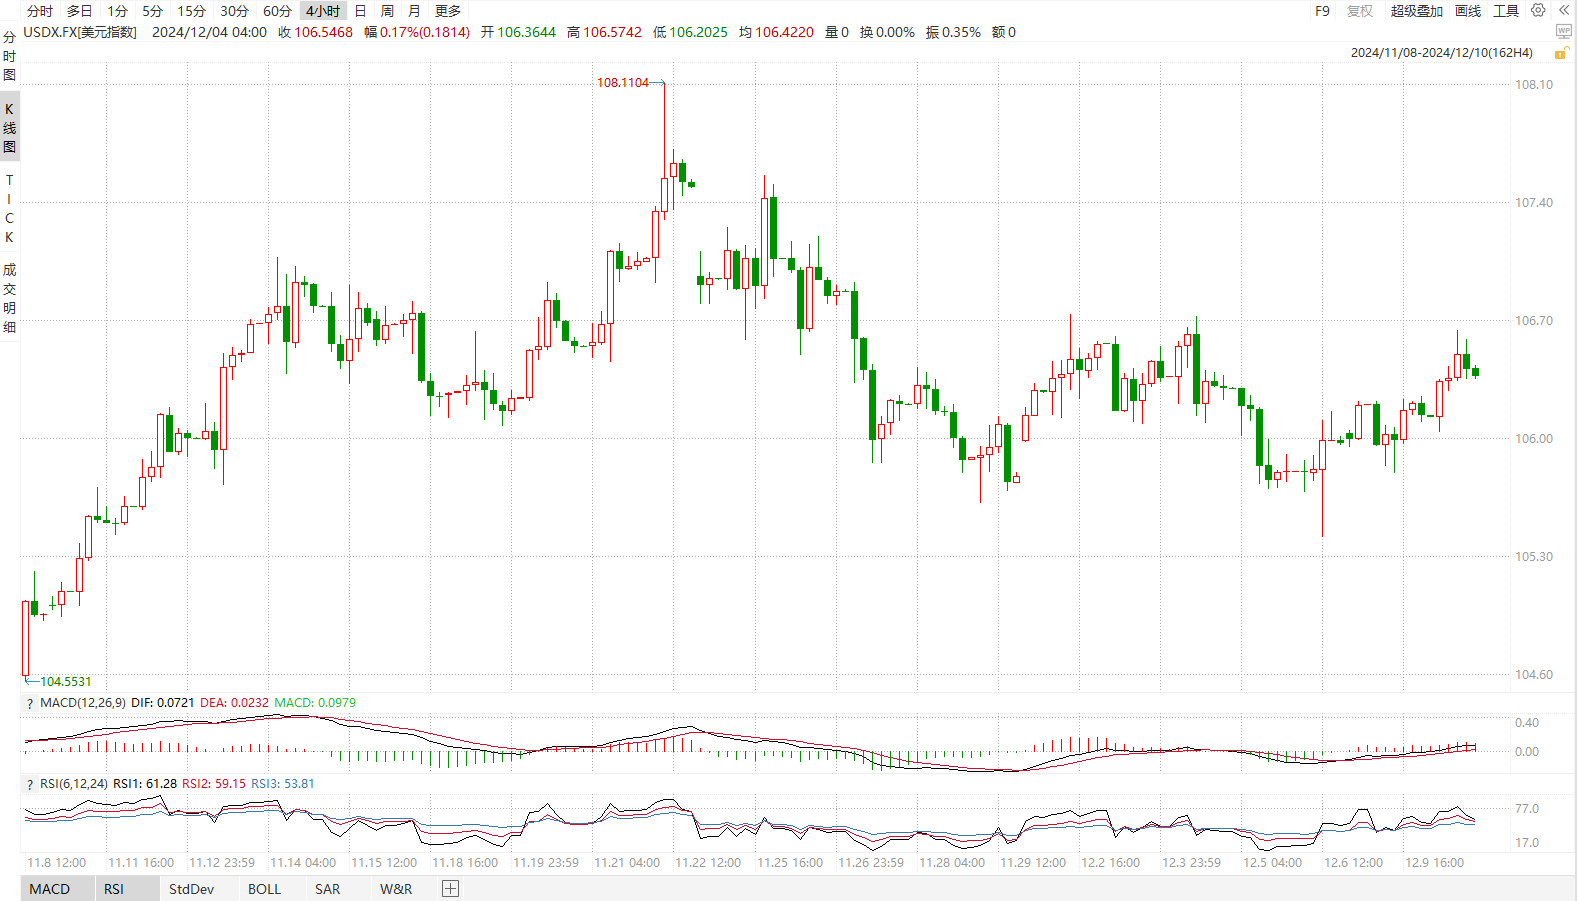 分时 多日 1分 5分 15分 30分 60分 4小时 日 周 月 更多 F9 复权 超级叠加 画线 工具
USDX.FX[美元指数] 2024/12/04 04:00 收 106.5468 幅 0.17%(0.1814) 开 106.3644 高 106.5742 低 106.2025 均 106.4220 量 0 换 0.00% 振 0.35% 额 0
WP
2024/11/08-2024/12/10(162H4)
分时图
K线图
TICK
成交明细
108.1104
108.10
107.40
106.70
106.00
105.30
104.60
104.5531
? MACD(12,26,9) DIF: 0.0721 DEA: 0.0232 MACD: 0.0979
0.40
0.00
? RSI(6,12,24) RSI1: 61.28 RSI2: 59.15 RSI3: 53.81
77.0
17.0
11.8 12:00 11.11 16:00 11.12 23:59 11.14 04:00 11.15 12:00 11.18 16:00 11.19 23:59 11.21 04:00 11.22 12:00 11.25 16:00 11.26 23:59 11.28 04:00 11.29 12:00 12.2 16:00 12.3 23:59 12.5 04:00 12.6 12:00 12.9 16:00
MACD RSI StdDev BOLL SAR W&R